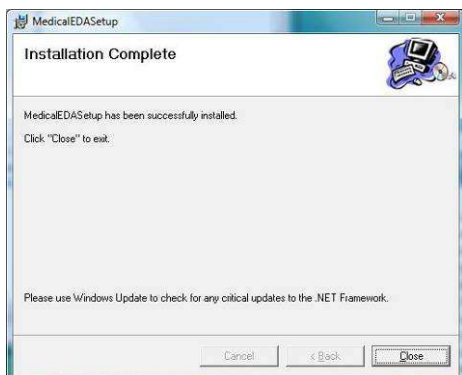 MedicalEDASetup
Installation Complete
MedicalEDASetup has been successfully installed.
Click "Close" to exit.
Please use Windows Update to check for any critical updates to the .NET Framework.
Cancel
< Back
Close